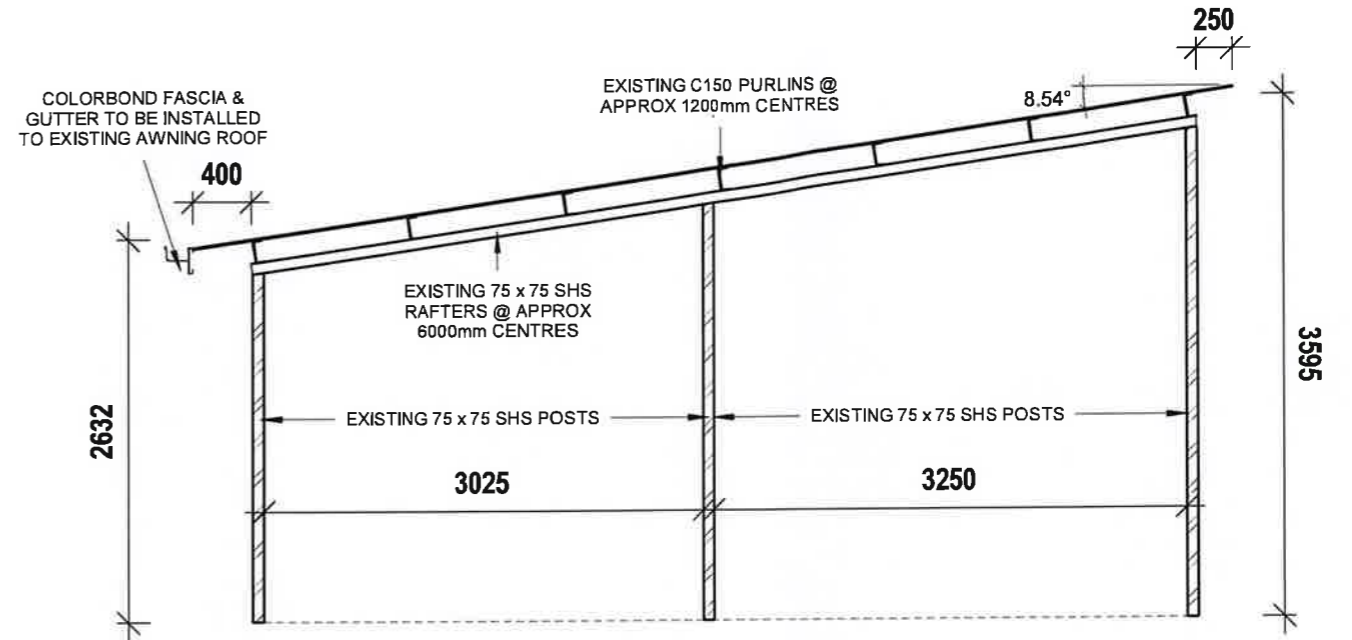 250
COLORBOND FASCIA &
GUTTER TO BE INSTALLED
TO EXISTING AWNING ROOF
EXISTING C150 PURLINS @
APPROX 1200mm CENTRES
8.54°
400
EXISTING 75 x 75 SHS
RAFTERS @ APPROX
6000mm CENTRES
3595
2632
EXISTING 75 x 75 SHS POSTS
EXISTING 75 x 75 SHS POSTS
3025
3250